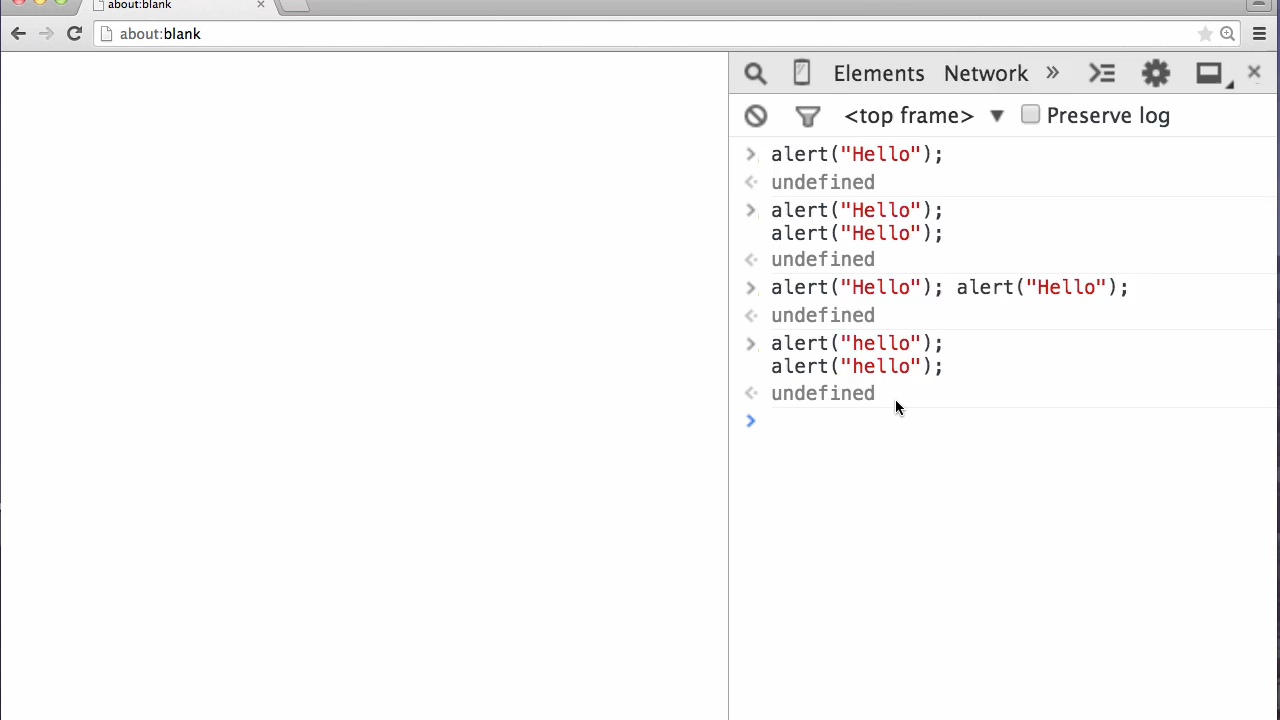 about:blank
about:blank
Elements Network »
<top frame> ▼ Preserve log
> alert("Hello");
undefined
> alert("Hello");
alert("Hello");
undefined
> alert("Hello"); alert("Hello");
undefined
> alert("hello");
alert("hello");
undefined
>